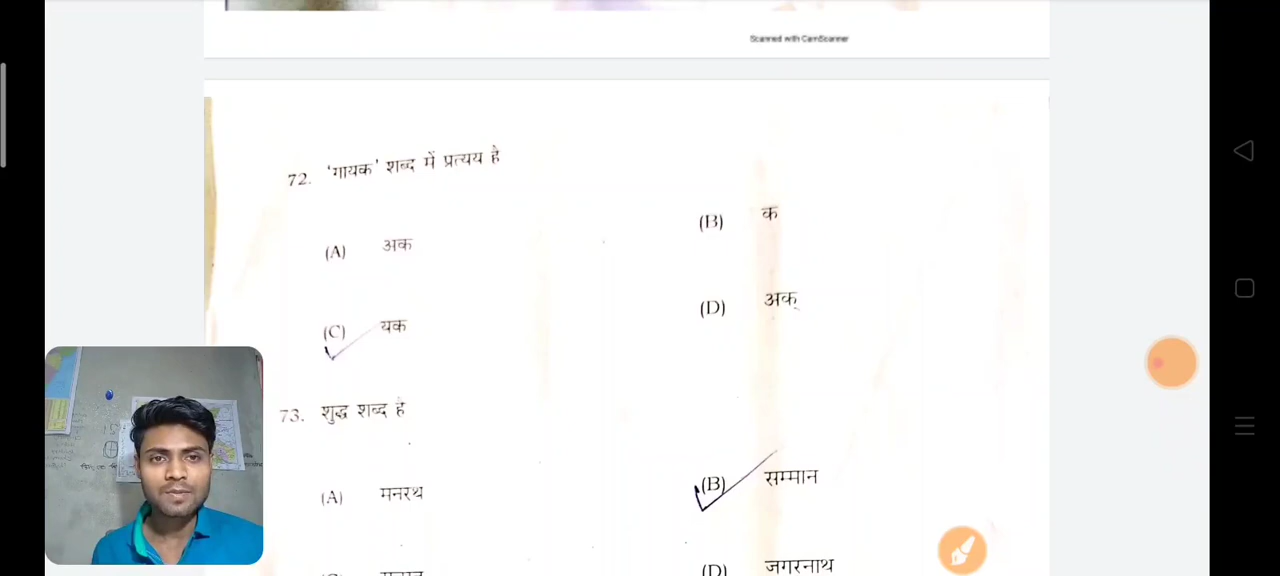 Scanned with CamScanner
72. 'गायक' शब्द में प्रत्यय है
(A) अक
(B) क
(C) यक
(D) अक्
73. शुद्ध शब्द है
(A) मनरथ
(B) सम्मान
(D) जगरनाथ